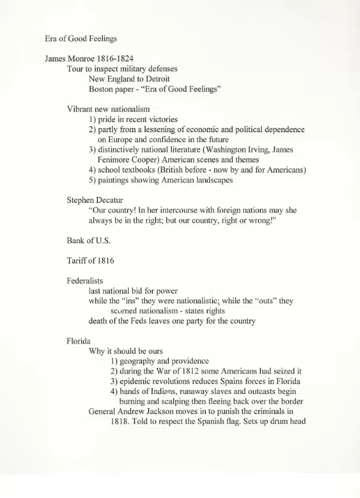 Era of Good Feelings
James Monroe 1816-1824
Tour to inspect military defenses
New England to Detroit
Boston paper - “Era of Good Feelings”
Vibrant new nationalism
1) pride in recent victories
2) partly from a lessening of economic and political dependence
on Europe and confidence in the future
3) distinctively national literature (Washington Irving, James
Fenimore Cooper) American scenes and themes
4) school textbooks (British before - now by and for Americans)
5) paintings showing American landscapes
Stephen Decatur
“Our country! In her intercourse with foreign nations may she
always be in the right; but our country, right or wrong!”
Bank of U.S.
Tariff of 1816
Federalists
last national bid for power
while the “ins” they were nationalistic; while the “outs” they
scorned nationalism - states rights
death of the Feds leaves one party for the country
Florida
Why it should be ours
1) geography and providence
2) during the War of 1812 some Americans had seized it
3) epidemic revolutions reduces Spains forces in Florida
4) bands of Indians, runaway slaves and outcasts begin
burning and scalping then fleeing back over the border
General Andrew Jackson moves in to punish the criminals in
1818. Told to respect the Spanish flag. Sets up drum head